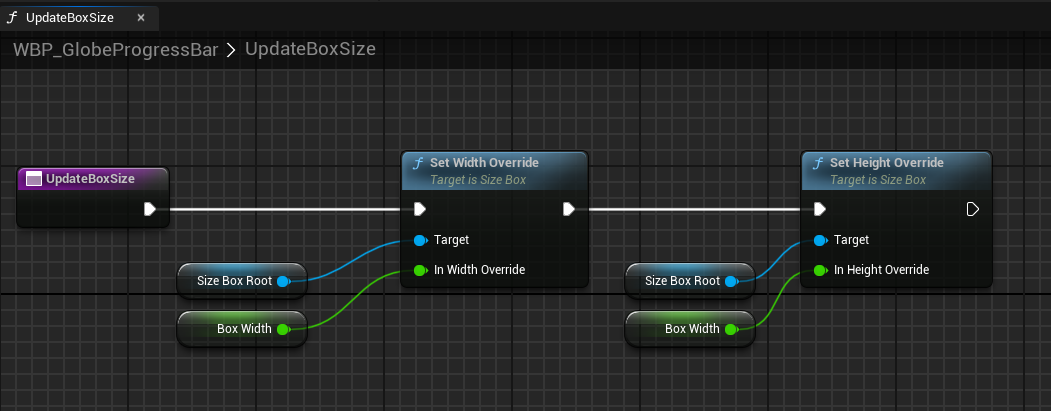 UpdateBoxSize
WBP_GlobeProgressBar > UpdateBoxSize
UpdateBoxSize
Set Width Override
Target is Size Box
Target
In Width Override
Size Box Root
Box Width
Set Height Override
Target is Size Box
Target
In Height Override
Size Box Root
Box Width